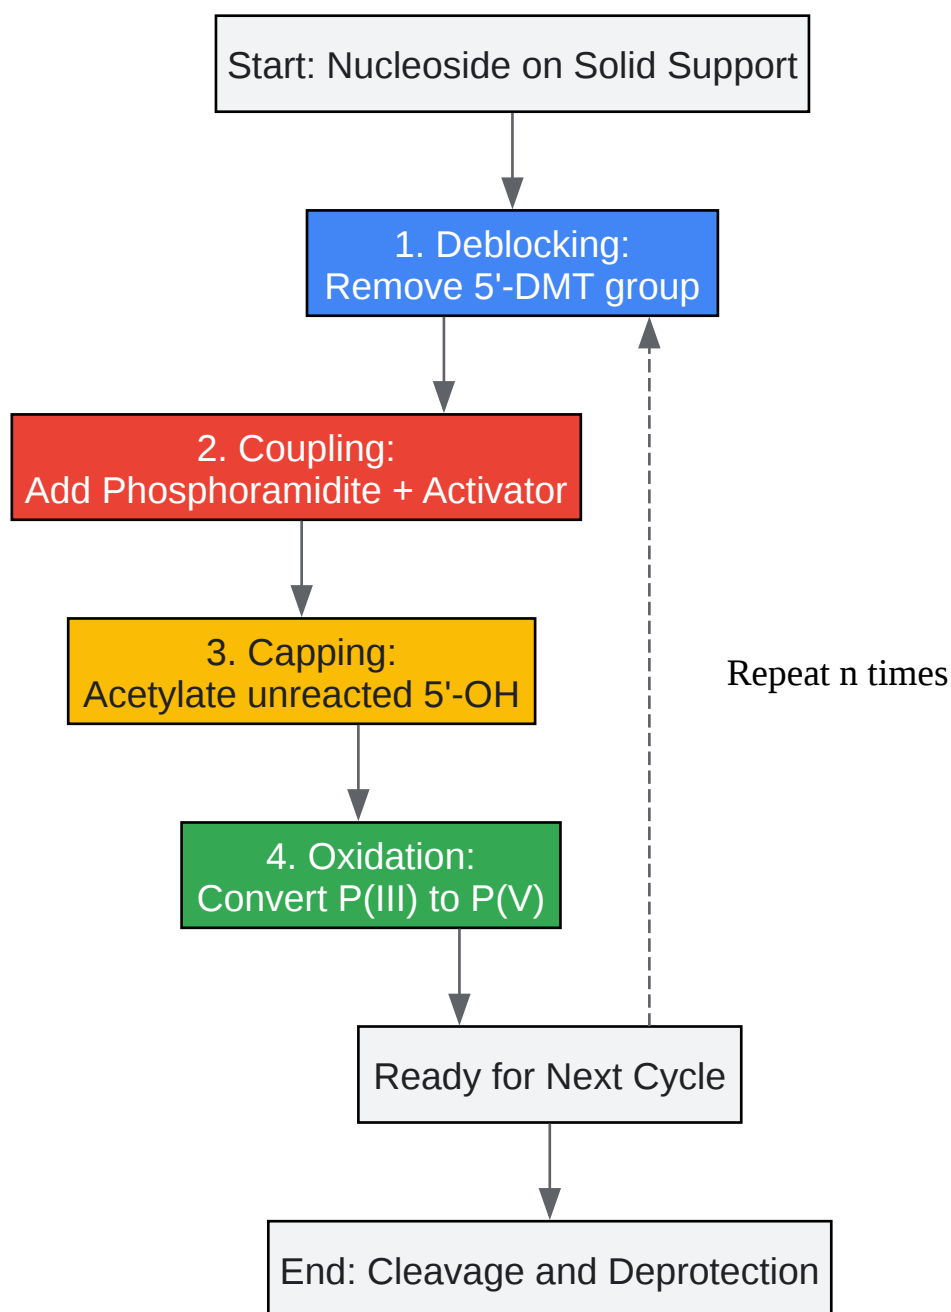 Start: Nucleoside on Solid Support
1. Deblocking:
Remove 5'-DMT group
2. Coupling:
Add Phosphoramidite + Activator
3. Capping:
Acetylate unreacted 5'-OH
Repeat n times
4. Oxidation:
Convert P(III) to P(V)
Ready for Next Cycle
End: Cleavage and Deprotection